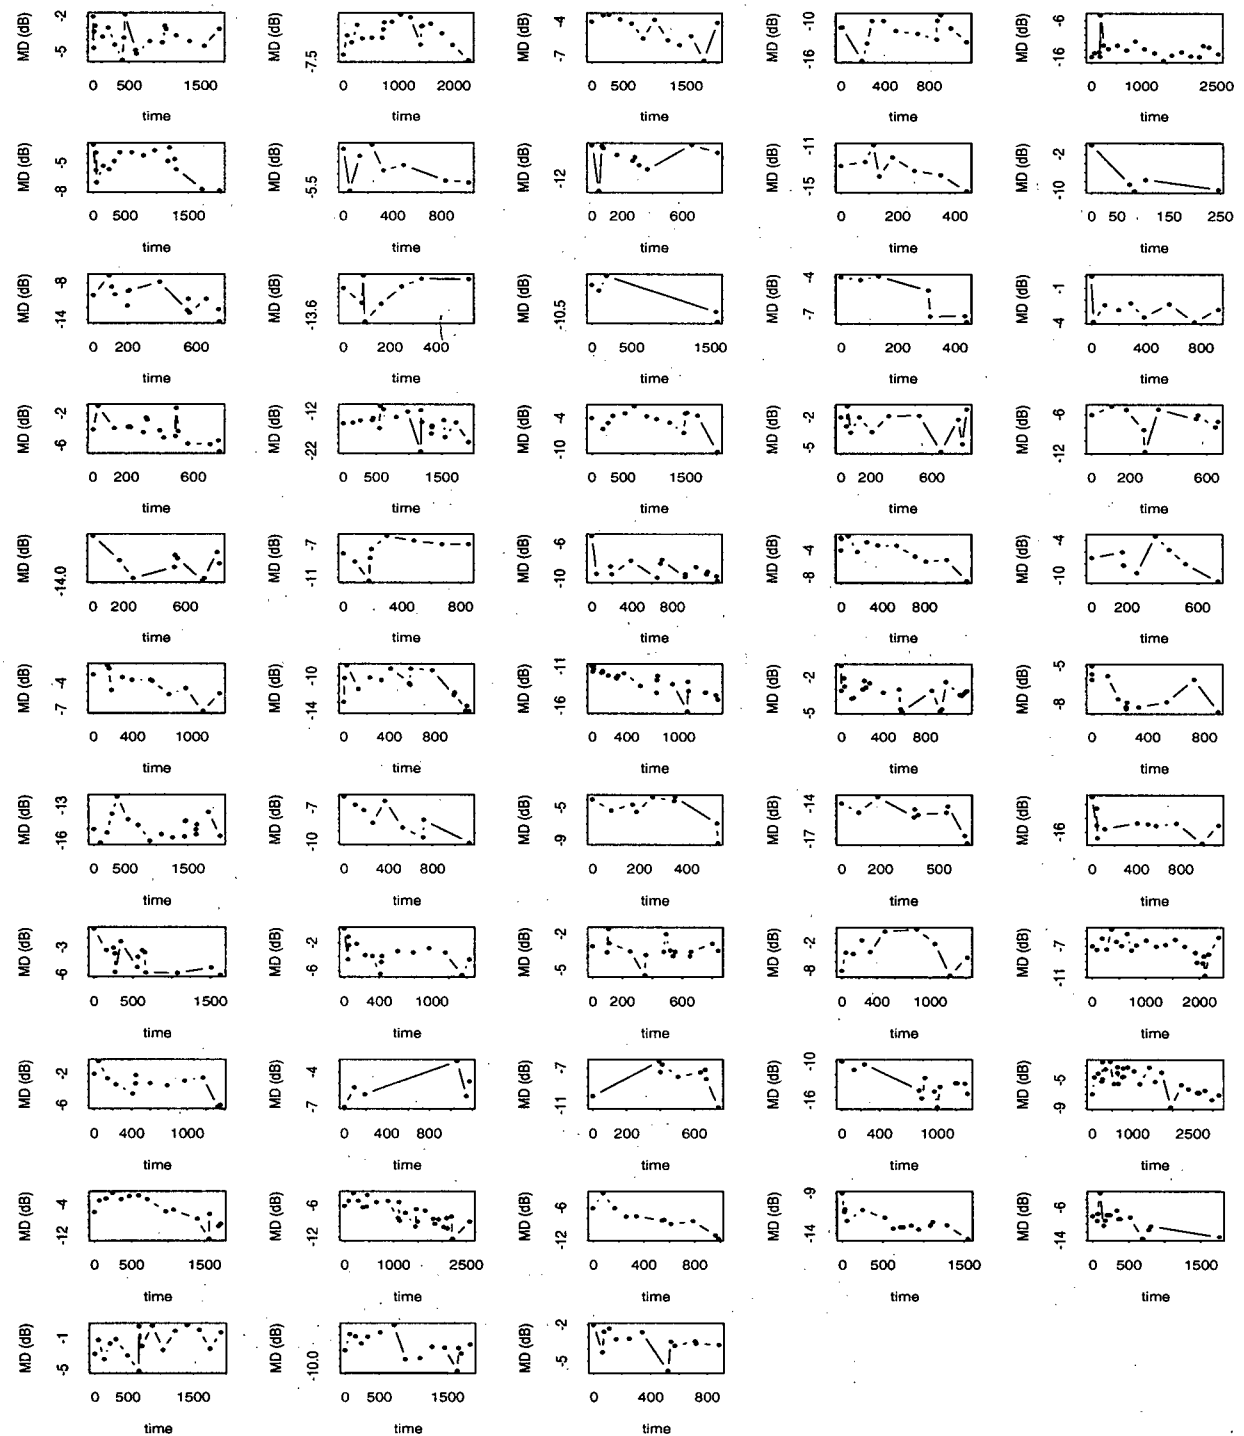 MD (dB)
-5 -2
0 500 1500
time
MD (dB)
-7.5
0 1000 2000
time
MD (dB)
-7 -4
0 500 1500
time
MD (dB)
-16 -10
0 400 800
time
MD (dB)
-16 -6
0 1000 2500
time
MD (dB)
-8 -5
0 500 1500
time
MD (dB)
-5.5
0 400 800
time
MD (dB)
-12
0 200 600
time
MD (dB)
-15 -11
0 200 400
time
MD (dB)
-10 -2
0 50 150 250
time
MD (dB)
-14 -8
0 200 600
time
MD (dB)
-13.6
0 200 400
time
MD (dB)
-10.5
0 500 1500
time
MD (dB)
-7 -4
0 200 400
time
MD (dB)
-4 -1
0 400 800
time
MD (dB)
-6 -2
0 200 600
time
MD (dB)
-22 -12
0 500 1500
time
MD (dB)
-10 -4
0 500 1500
time
MD (dB)
-5 -2
0 200 600
time
MD (dB)
-12 -6
0 200 600
time
MD (dB)
-14.0
0 200 600
time
MD (dB)
-11 -7
0 400 800
time
MD (dB)
-10 -6
0 400 800
time
MD (dB)
-8 -4
0 400 800
time
MD (dB)
-10 -4
0 200 600
time
MD (dB)
-7 -4
0 400 1000
time
MD (dB)
-14 -10
0 400 800
time
MD (dB)
-16 -11
0 400 1000
time
MD (dB)
-5 -2
0 400 800
time
MD (dB)
-8 -5
0 400 800
time
MD (dB)
-16 -13
0 500 1500
time
MD (dB)
-10 -7
0 400 800
time
MD (dB)
-9 -5
0 200 400
time
MD (dB)
-17 -14
0 200 500
time
MD (dB)
-16
0 400 800
time
MD (dB)
-6 -3
0 500 1500
time
MD (dB)
-6 -2
0 400 1000
time
MD (dB)
-5 -2
0 200 600
time
MD (dB)
-8 -2
0 400 1000
time
MD (dB)
-11 -7
0 1000 2000
time
MD (dB)
-6 -2
0 400 1000
time
MD (dB)
-7 -4
0 400 1000
time
MD (dB)
-11 -7
0 200 600
time
MD (dB)
-16 -10
0 400 1000
time
MD (dB)
-9 -5
0 1000 2500
time
MD (dB)
-12 -4
0 500 1500
time
MD (dB)
-12 -6
0 1000 2500
time
MD (dB)
-12 -6
0 400 800
time
MD (dB)
-14 -9
0 500 1500
time
MD (dB)
-14 -6
0 500 1500
time
MD (dB)
-5 -1
0 500 1500
time
MD (dB)
-10.0
0 500 1500
time
MD (dB)
-5 -2
0 400 800
time